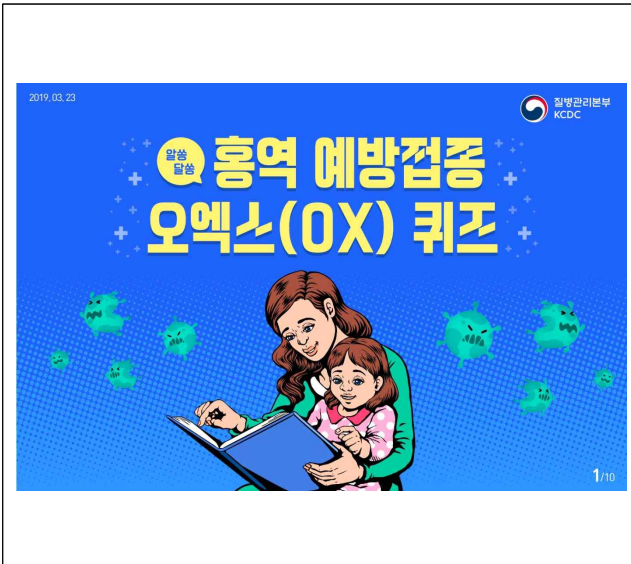 2019. 03. 23
질병관리본부
KCDC
알쏭
달쏭
홍역 예방접종
오엑스(OX) 퀴즈
1/10